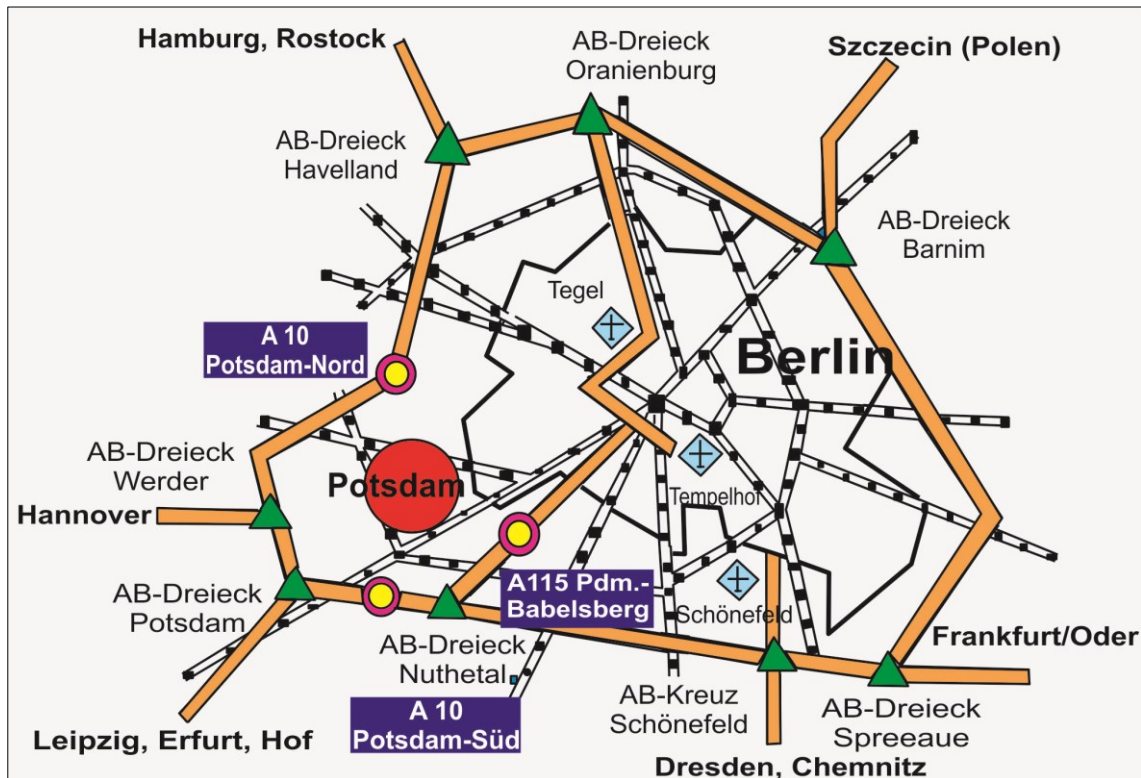 Hamburg, Rostock
AB-Dreieck
Oranienburg
Szczecin (Polen)
AB-Dreieck
Havelland
AB-Dreieck
Barnim
Tegel
A 10
Potsdam-Nord
Berlin
AB-Dreieck
Werder
Potsdam
Tempelhof
Hannover
AB-Dreieck
Potsdam
A115 Pdm.-
Babelsberg
Schönefeld
AB-Dreieck
Nuthetal
Frankfurt/Oder
A 10
Potsdam-Süd
AB-Kreuz
Schönefeld
AB-Dreieck
Spreeaue
Leipzig, Erfurt, Hof
Dresden, Chemnitz